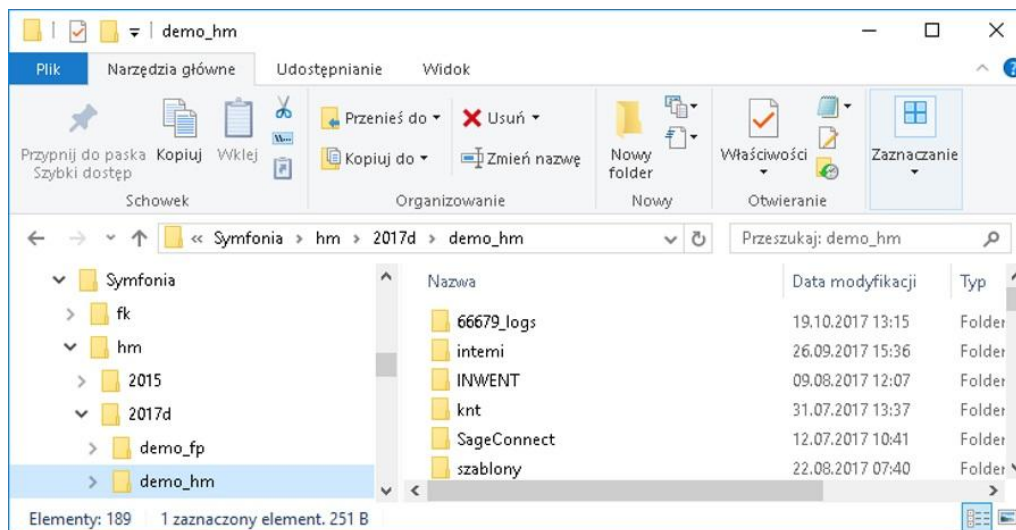 demo_hm
Plik Narzędzia główne Udostępnianie Widok
Przypnij do paska Szybki dostęp
Kopiuj
Wklej
Schowek
Przenieś do
Kopiuj do
Usuń
Zmień nazwę
Organizowanie
Nowy folder
Nowy
Właściwości
Otwieranie
Zaznaczanie
« Symfonia > hm > 2017d > demo_hm
Przeszukaj: demo_hm
Symfonia
fk
hm
2015
2017d
demo_fp
demo_hm
Nazwa Data modyfikacji Typ
66679_logs 19.10.2017 13:15 Folder
intemi 26.09.2017 15:36 Folder
INWENT 09.08.2017 12:07 Folder
knt 31.07.2017 13:37 Folder
SageConnect 12.07.2017 10:41 Folder
szablony 22.08.2017 07:40 Folder
Elementy: 189 1 zaznaczony element. 251 B